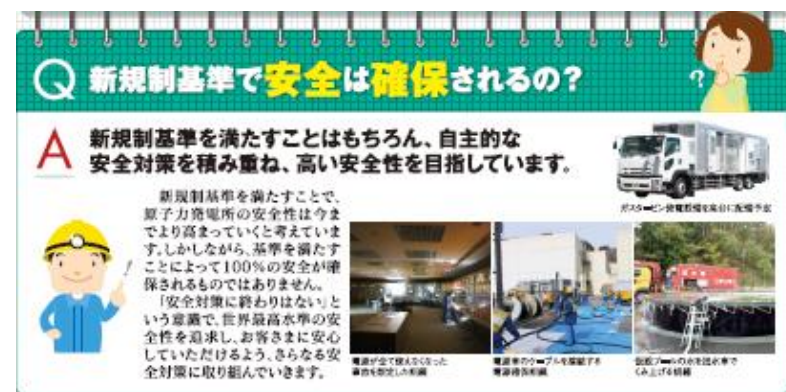 Q 新規制基準で安全は確保されるの?
?
A 新規制基準を満たすことはもちろん、自主的な
安全対策を積み重ね、高い安全性を目指しています。
新規制基準を満たすことで、
原子力発電所の安全性は今ま
でより高まっていくと考えていま
す。しかしながら、基準を満たす
ことによって100%の安全が確
保されるものではありません。
「安全対策に終わりはない」と
いう意識で、世界最高水準の安
全性を追求し、お客さまに安心
していただけるよう、さらなる安
全対策に取り組んでいきます。
ガスタービン発電設備を高台に配備予定
電源が全て使えなくなった
事態を想定した訓練
電源車のケーブルを接続する
電源確保訓練
仮設プールの水を送水車で
くみ上げる訓練